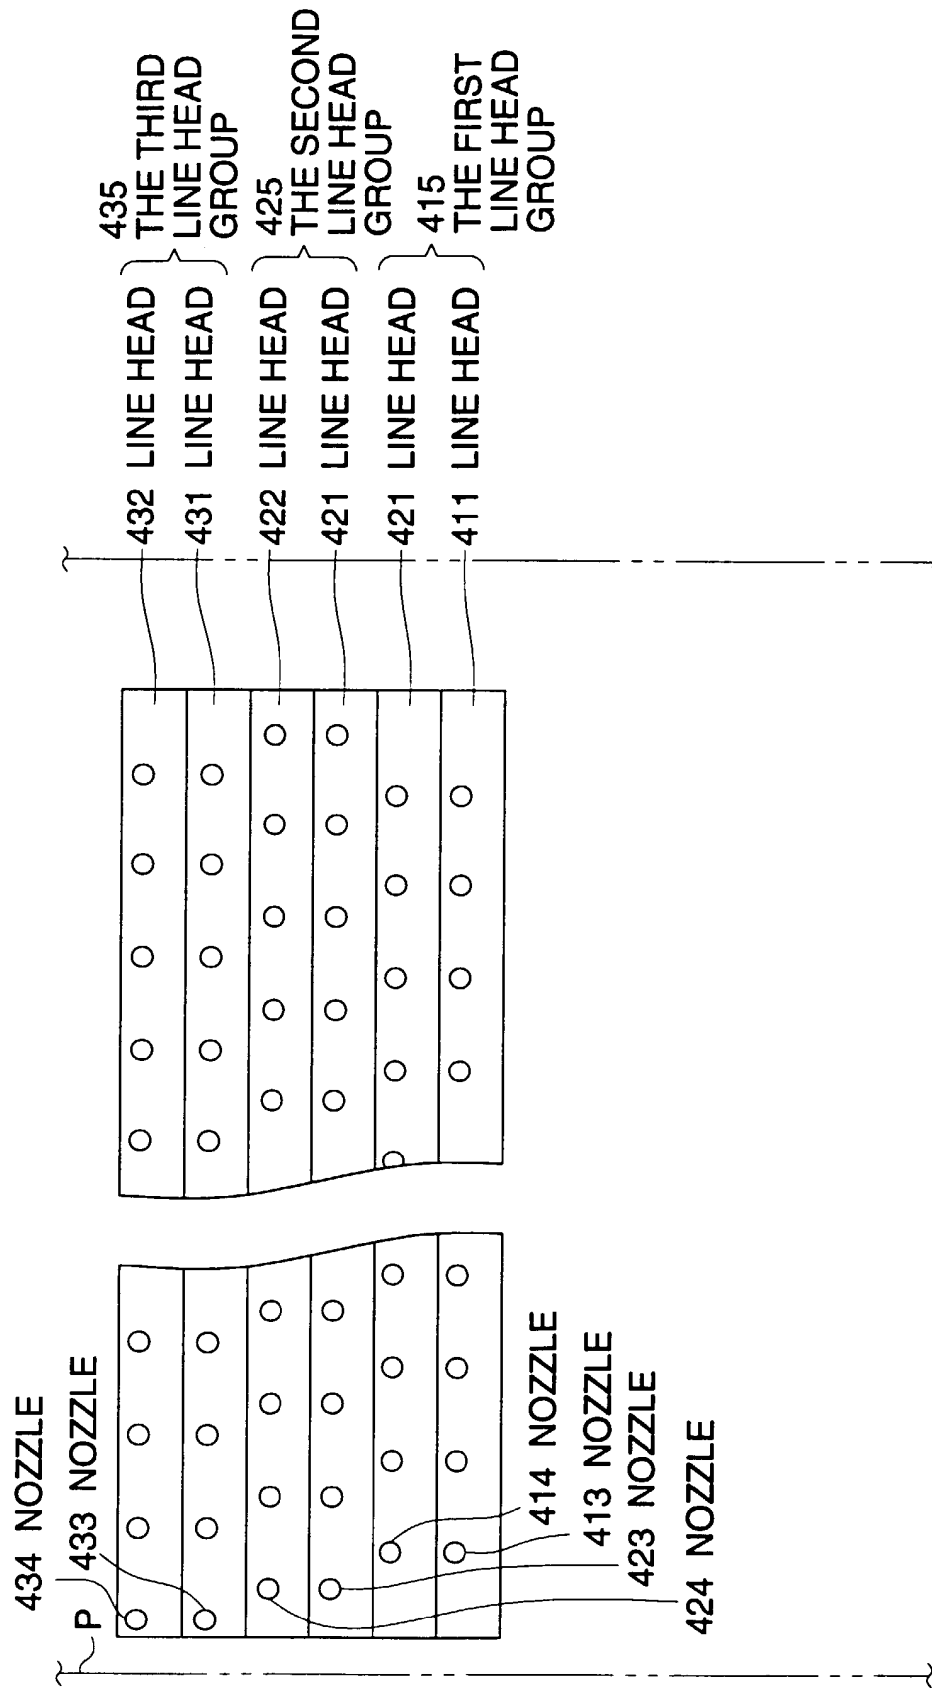 434 NOZZLE
P
433 NOZZLE
435
THE THIRD
LINE HEAD
GROUP
425
THE SECOND
LINE HEAD
GROUP
415
THE FIRST
LINE HEAD
GROUP
432 LINE HEAD
431 LINE HEAD
422 LINE HEAD
421 LINE HEAD
421 LINE HEAD
411 LINE HEAD
414 NOZZLE
413 NOZZLE
423 NOZZLE
424 NOZZLE